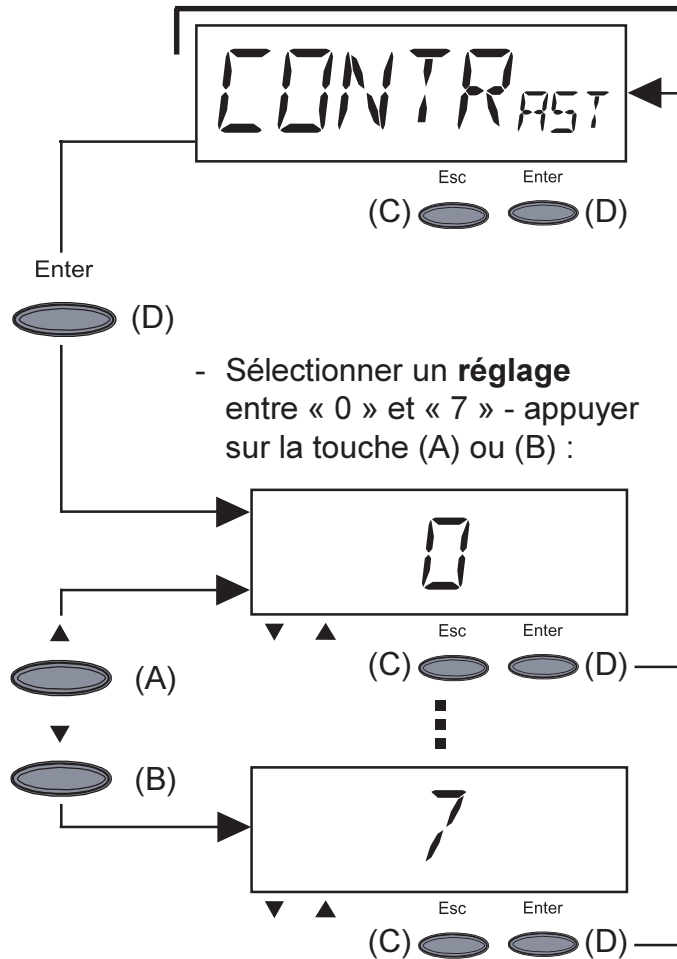 CONTRAST
Esc Enter
(C) (D)
Enter
(D)
- Sélectionner un réglage
entre « 0 » et « 7 » - appuyer
sur la touche (A) ou (B) :
0
▼ ▲ Esc Enter
(C) (D)
▲
(A)
▼
(B)
7
▼ ▲ Esc Enter
(C) (D)